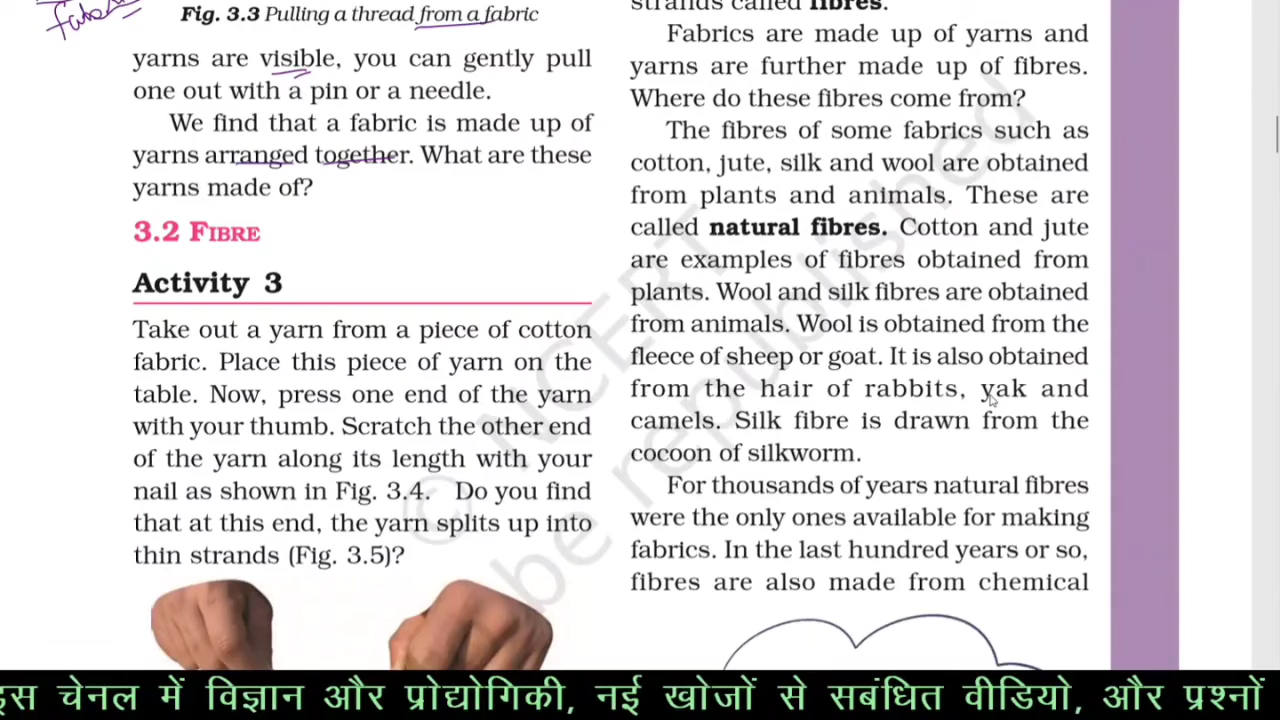 Fabric
Fig. 3.3 Pulling a thread from a fabric
yarns are visible, you can gently pull
one out with a pin or a needle.
We find that a fabric is made up of
yarns arranged together. What are these
yarns made of?
3.2 FIBRE
Activity 3
Take out a yarn from a piece of cotton
fabric. Place this piece of yarn on the
table. Now, press one end of the yarn
with your thumb. Scratch the other end
of the yarn along its length with your
nail as shown in Fig. 3.4. Do you find
that at this end, the yarn splits up into
thin strands (Fig. 3.5)?
strands called fibres.
Fabrics are made up of yarns and
yarns are further made up of fibres.
Where do these fibres come from?
The fibres of some fabrics such as
cotton, jute, silk and wool are obtained
from plants and animals. These are
called natural fibres. Cotton and jute
are examples of fibres obtained from
plants. Wool and silk fibres are obtained
from animals. Wool is obtained from the
fleece of sheep or goat. It is also obtained
from the hair of rabbits, yak and
camels. Silk fibre is drawn from the
cocoon of silkworm.
For thousands of years natural fibres
were the only ones available for making
fabrics. In the last hundred years or so,
fibres are also made from chemical
© NCERT
be republished
इस चेनल में विज्ञान और प्रोद्योगिकी, नई खोजों से सबंधित वीडियो, और प्रश्नों